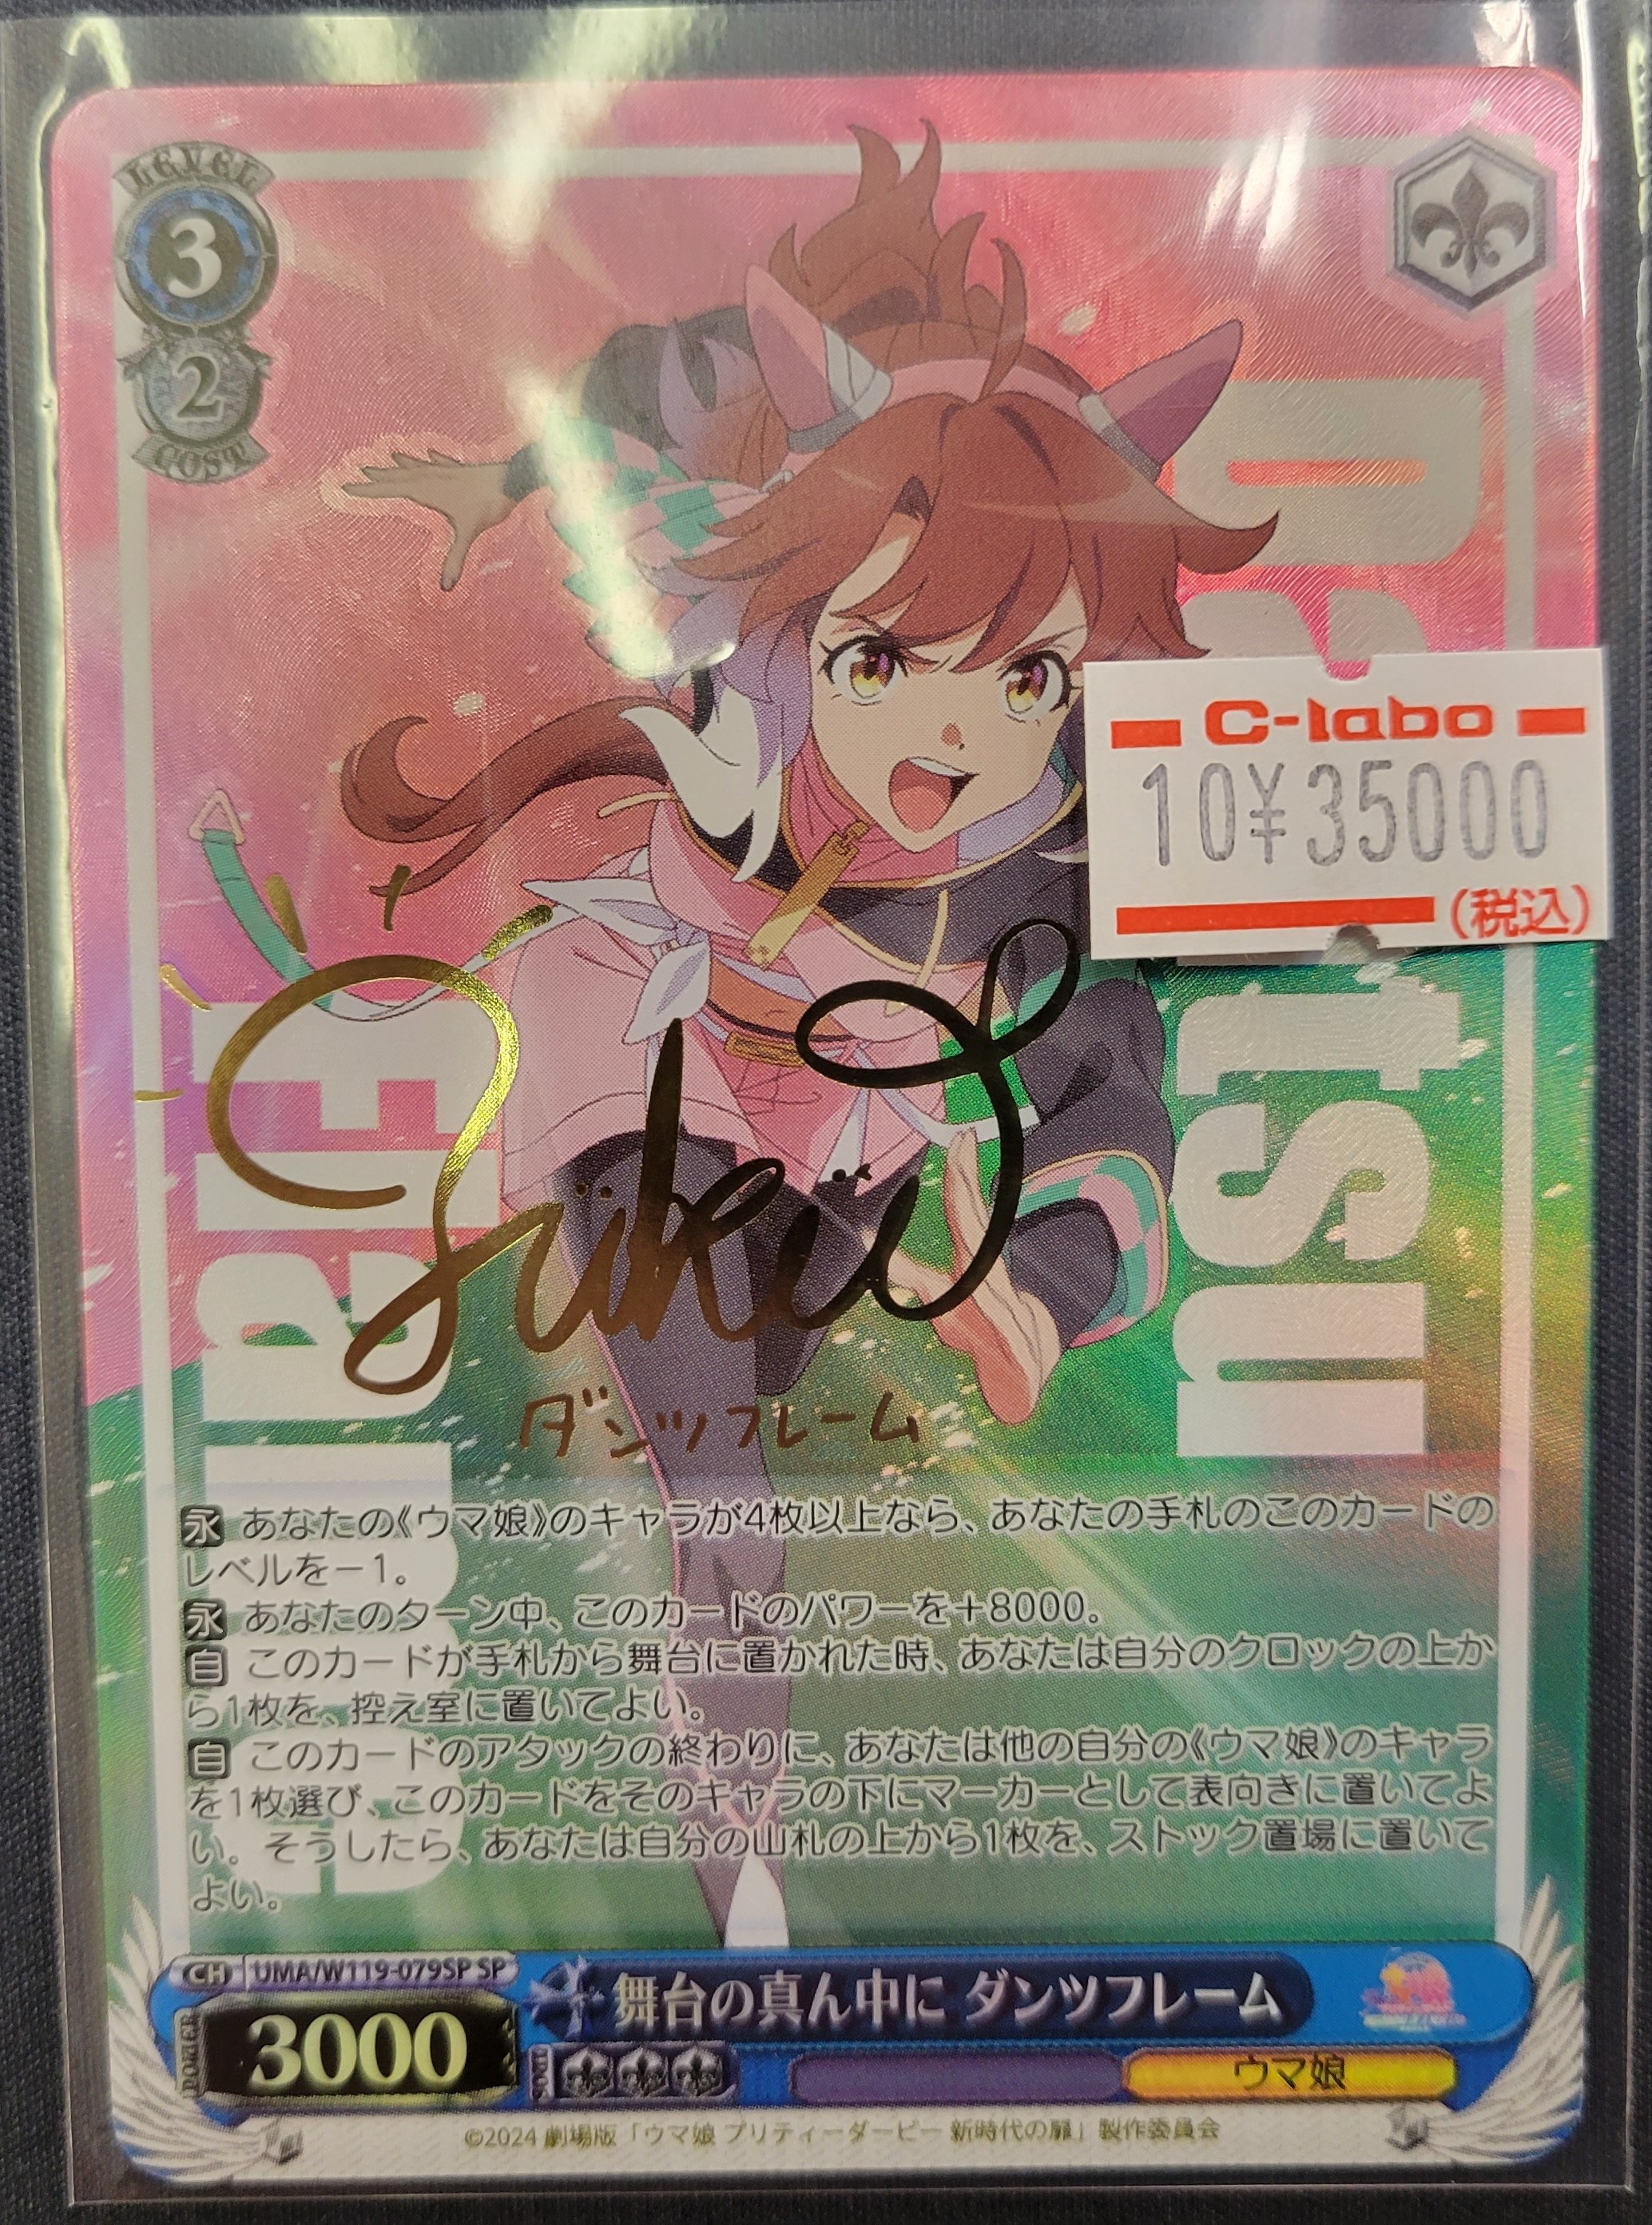 LEVEL
3
2
COST
C-labo
10¥35000
(税込)
ダンツフレーム
永 あなたの《ウマ娘》のキャラが4枚以上なら、あなたの手札のこのカードの
レベルを－1。
永 あなたのターン中、このカードのパワーを＋8000。
自 このカードが手札から舞台に置かれた時、あなたは自分のクロックの上か
ら1枚を、控え室に置いてよい。
自 このカードのアタックの終わりに、あなたは他の自分の《ウマ娘》のキャラ
を1枚選び、このカードをそのキャラの下にマーカーとして表向きに置いてよ
い。そうしたら、あなたは自分の山札の上から1枚を、ストック置場に置いて
よい。
CH UMA/W119-079SP SP
舞台の真ん中に ダンツフレーム
POWER 3000
SOUL
ウマ娘
©2024 劇場版「ウマ娘 プリティーダービー 新時代の扉」製作委員会